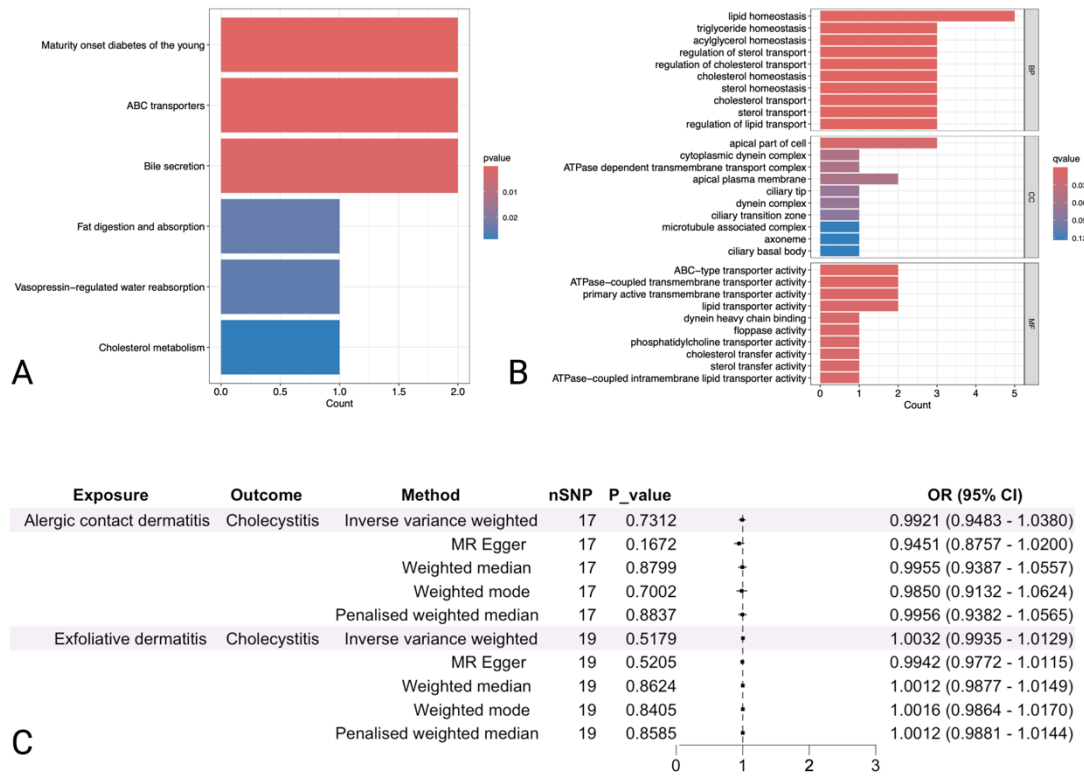 Maturity onset diabetes of the young
ABC transporters
Bile secretion
Fat digestion and absorption
Vasopressin-regulated water reabsorption
Cholesterol metabolism
0.0 0.5 1.0 1.5 2.0
Count
pvalue
0.01
0.02
A
lipid homeostasis
triglyceride homeostasis
acylglycerol homeostasis
regulation of sterol transport
regulation of cholesterol transport
cholesterol homeostasis
sterol homeostasis
cholesterol transport
sterol transport
regulation of lipid transport
BP
apical part of cell
cytoplasmic dynein complex
ATPase dependent transmembrane transport complex
apical plasma membrane
ciliary tip
dynein complex
ciliary transition zone
microtubule associated complex
axoneme
ciliary basal body
CC
ABC-type transporter activity
ATPase-coupled transmembrane transporter activity
primary active transmembrane transporter activity
lipid transporter activity
dynein heavy chain binding
floppase activity
phosphatidylcholine transporter activity
cholesterol transfer activity
sterol transfer activity
ATPase-coupled intramembrane lipid transporter activity
MF
0 1 2 3 4 5
Count
qvalue
0.03
0.06
0.09
0.12
B
Exposure Outcome Method nSNP P_value OR (95% CI)
Alergic contact dermatitis Cholecystitis Inverse variance weighted 17 0.7312 0.9921 (0.9483 - 1.0380)
MR Egger 17 0.1672 0.9451 (0.8757 - 1.0200)
Weighted median 17 0.8799 0.9955 (0.9387 - 1.0557)
Weighted mode 17 0.7002 0.9850 (0.9132 - 1.0624)
Penalised weighted median 17 0.8837 0.9956 (0.9382 - 1.0565)
Exfoliative dermatitis Cholecystitis Inverse variance weighted 19 0.5179 1.0032 (0.9935 - 1.0129)
MR Egger 19 0.5205 0.9942 (0.9772 - 1.0115)
Weighted median 19 0.8624 1.0012 (0.9877 - 1.0149)
Weighted mode 19 0.8405 1.0016 (0.9864 - 1.0170)
Penalised weighted median 19 0.8585 1.0012 (0.9881 - 1.0144)
0 1 2 3
C